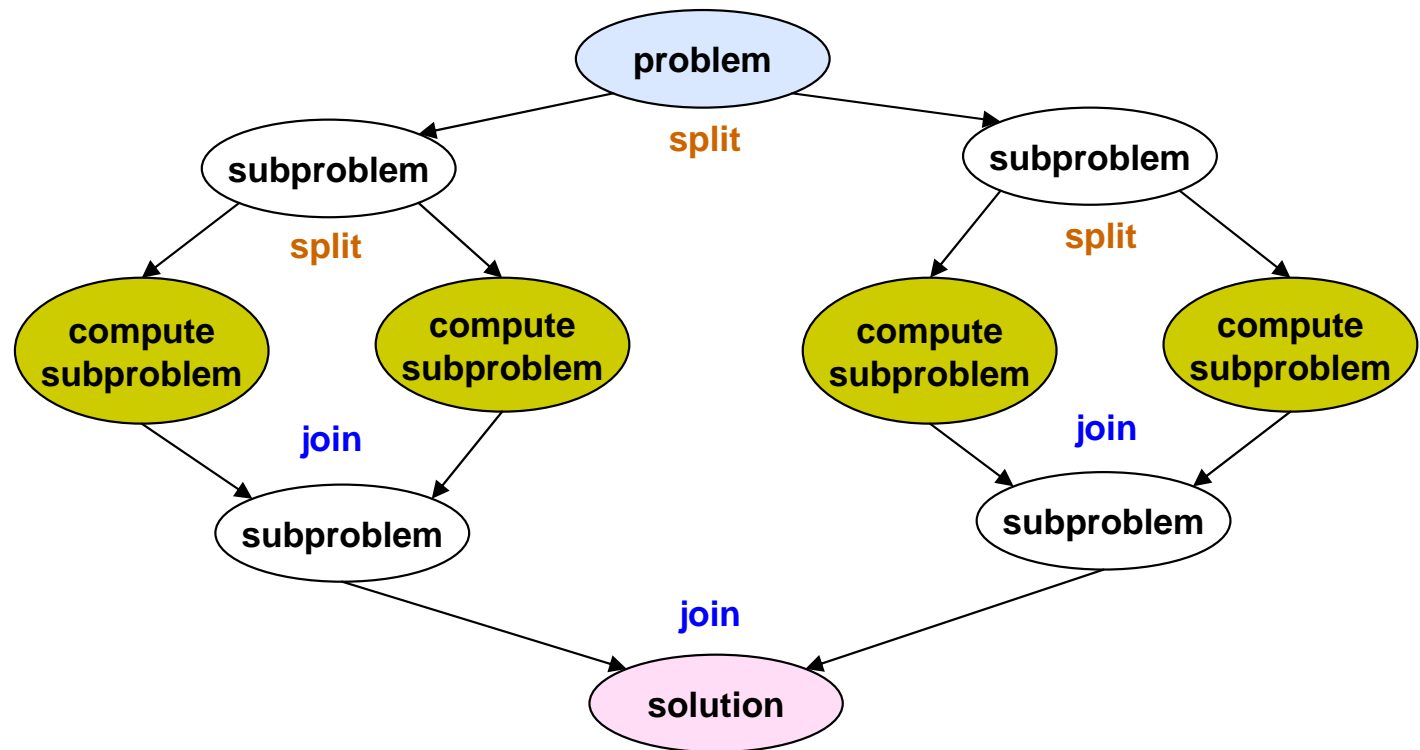 problem
split
subproblem
subproblem
split
split
compute
subproblem
compute
subproblem
compute
subproblem
compute
subproblem
join
join
subproblem
subproblem
join
solution